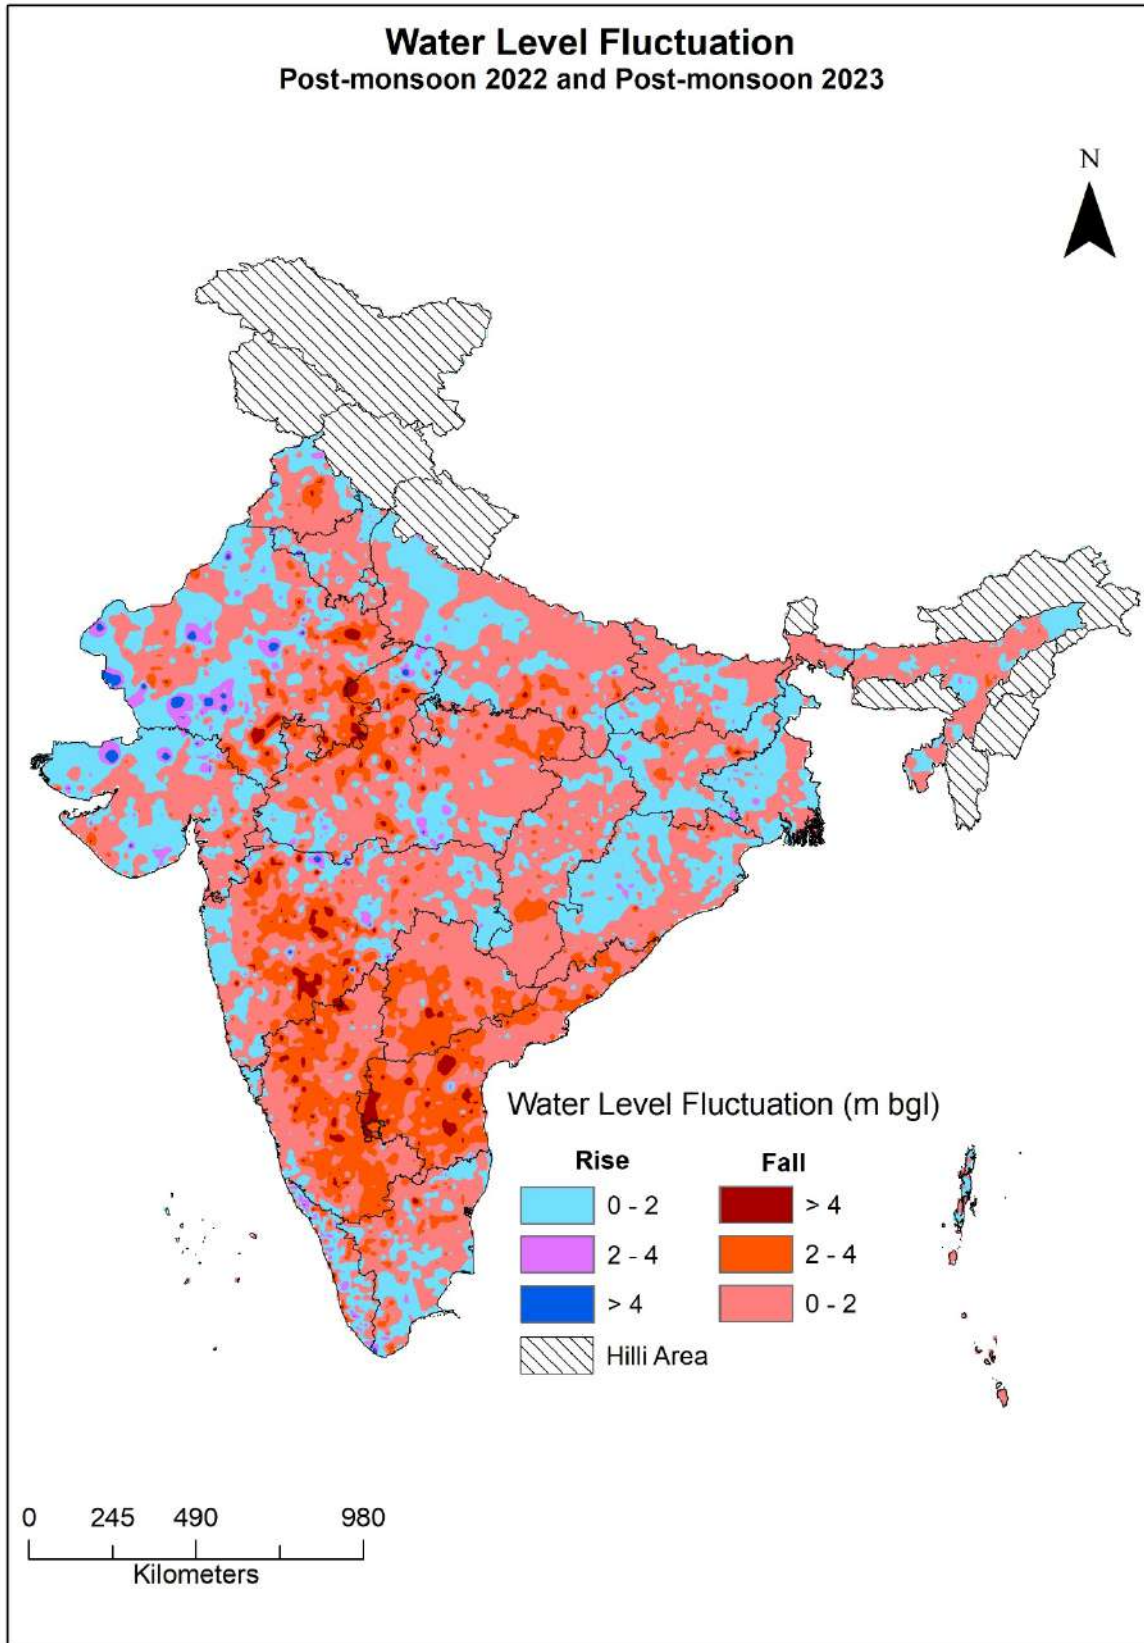 Water Level Fluctuation
Post-monsoon 2022 and Post-monsoon 2023
N
Water Level Fluctuation (m bgl)
Rise Fall
0 - 2 > 4
2 - 4 2 - 4
> 4 0 - 2
Hilli Area
0 245 490 980
Kilometers